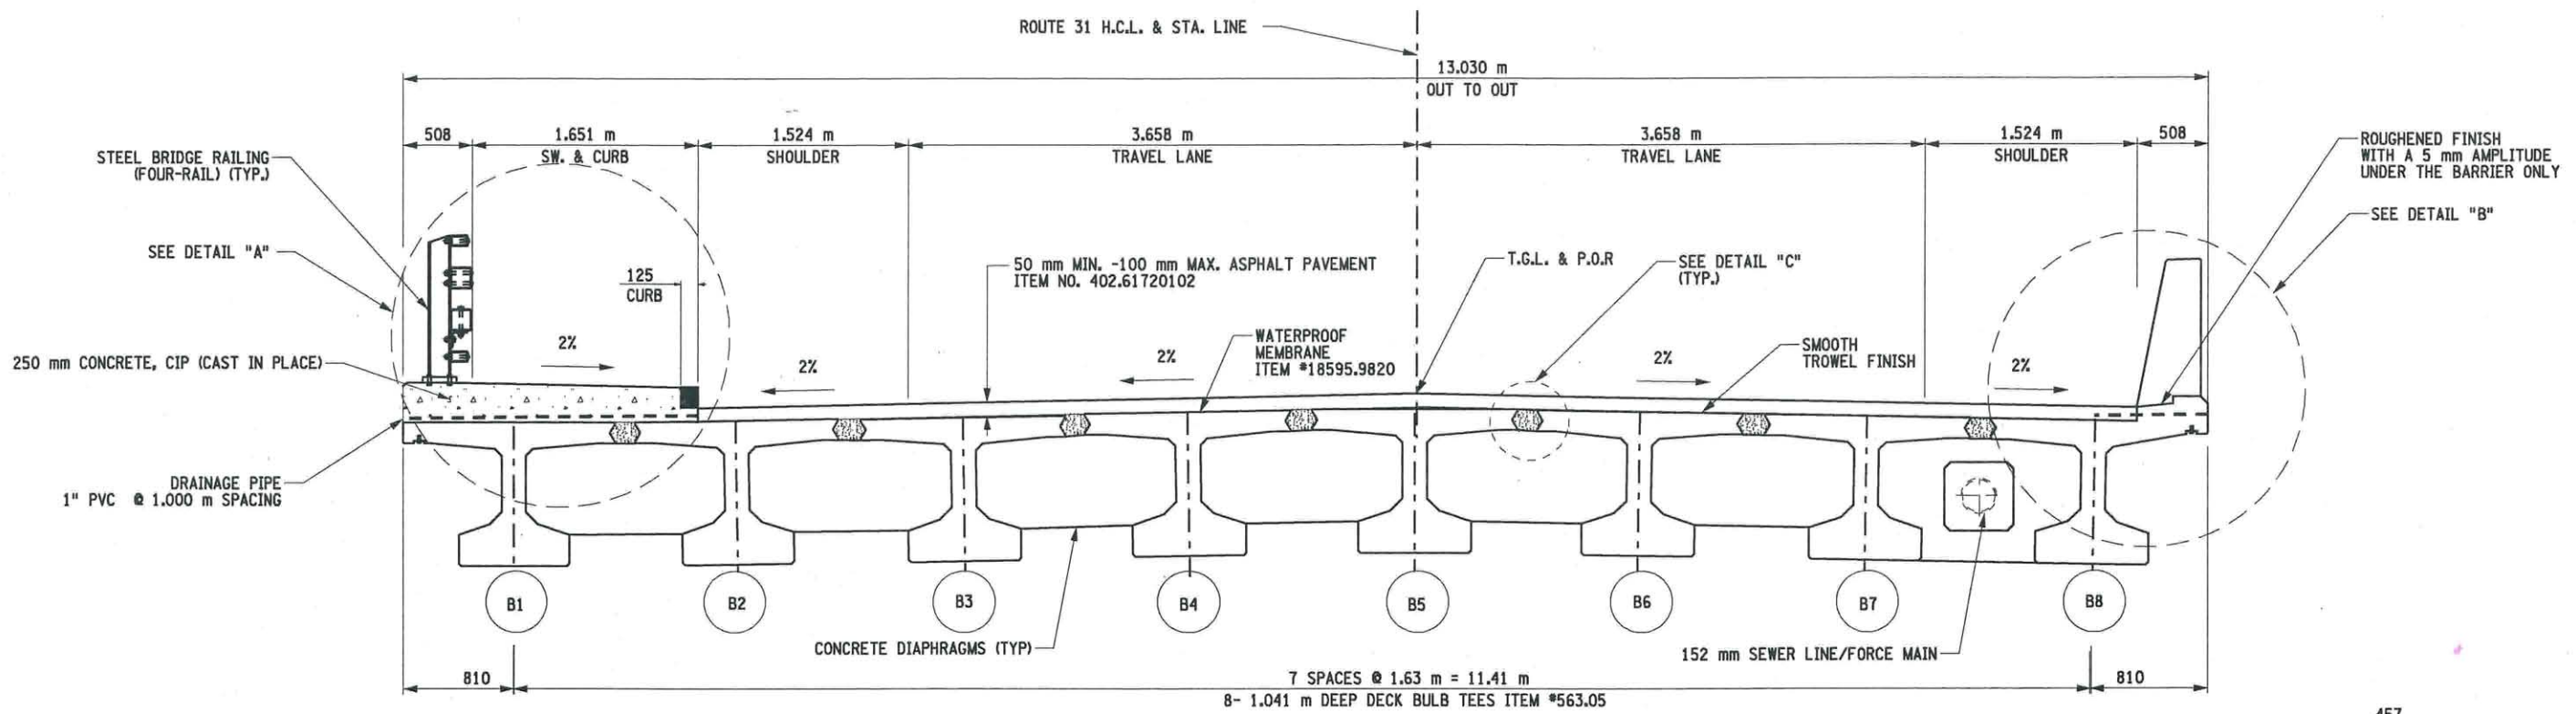 ROUTE 31 H.C.L. & STA. LINE
13.030 m
OUT TO OUT
508
1.651 m
SW. & CURB
1.524 m
SHOULDER
3.658 m
TRAVEL LANE
3.658 m
TRAVEL LANE
1.524 m
SHOULDER
508
STEEL BRIDGE RAILING
(FOUR-RAIL) (TYP.)
ROUGHENED FINISH
WITH A 5 mm AMPLITUDE
UNDER THE BARRIER ONLY
SEE DETAIL "A"
SEE DETAIL "B"
125
CURB
50 mm MIN. -100 mm MAX. ASPHALT PAVEMENT
ITEM NO. 402.61720102
T.G.L. & P.O.R
SEE DETAIL "C"
(TYP.)
250 mm CONCRETE, CIP (CAST IN PLACE)
2%
2%
2%
WATERPROOF
MEMBRANE
ITEM #18595.9820
2%
SMOOTH
TROWEL FINISH
2%
DRAINAGE PIPE
1" PVC @ 1.000 m SPACING
B1
B2
B3
B4
B5
B6
B7
B8
CONCRETE DIAPHRAGMS (TYP)
152 mm SEWER LINE/FORCE MAIN
810
7 SPACES @ 1.63 m = 11.41 m
8- 1.041 m DEEP DECK BULB TEES ITEM #563.05
810